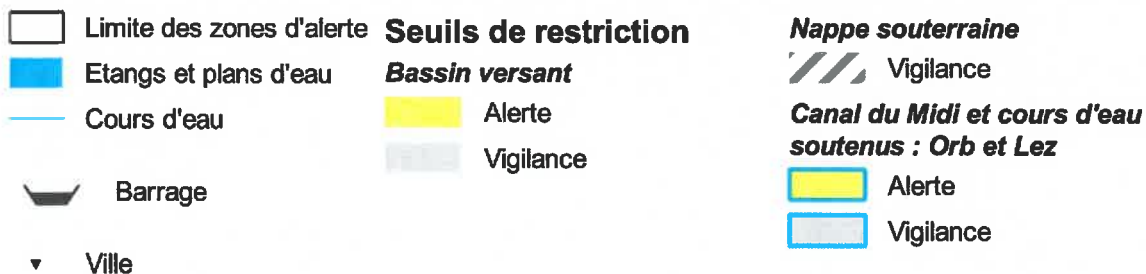 Limite des zones d'alerte
Etangs et plans d'eau
Cours d'eau
Barrage
Ville
Seuils de restriction
Bassin versant
Alerte
Vigilance
Nappe souterraine
Vigilance
Canal du Midi et cours d'eau
soutenus : Orb et Lez
Alerte
Vigilance